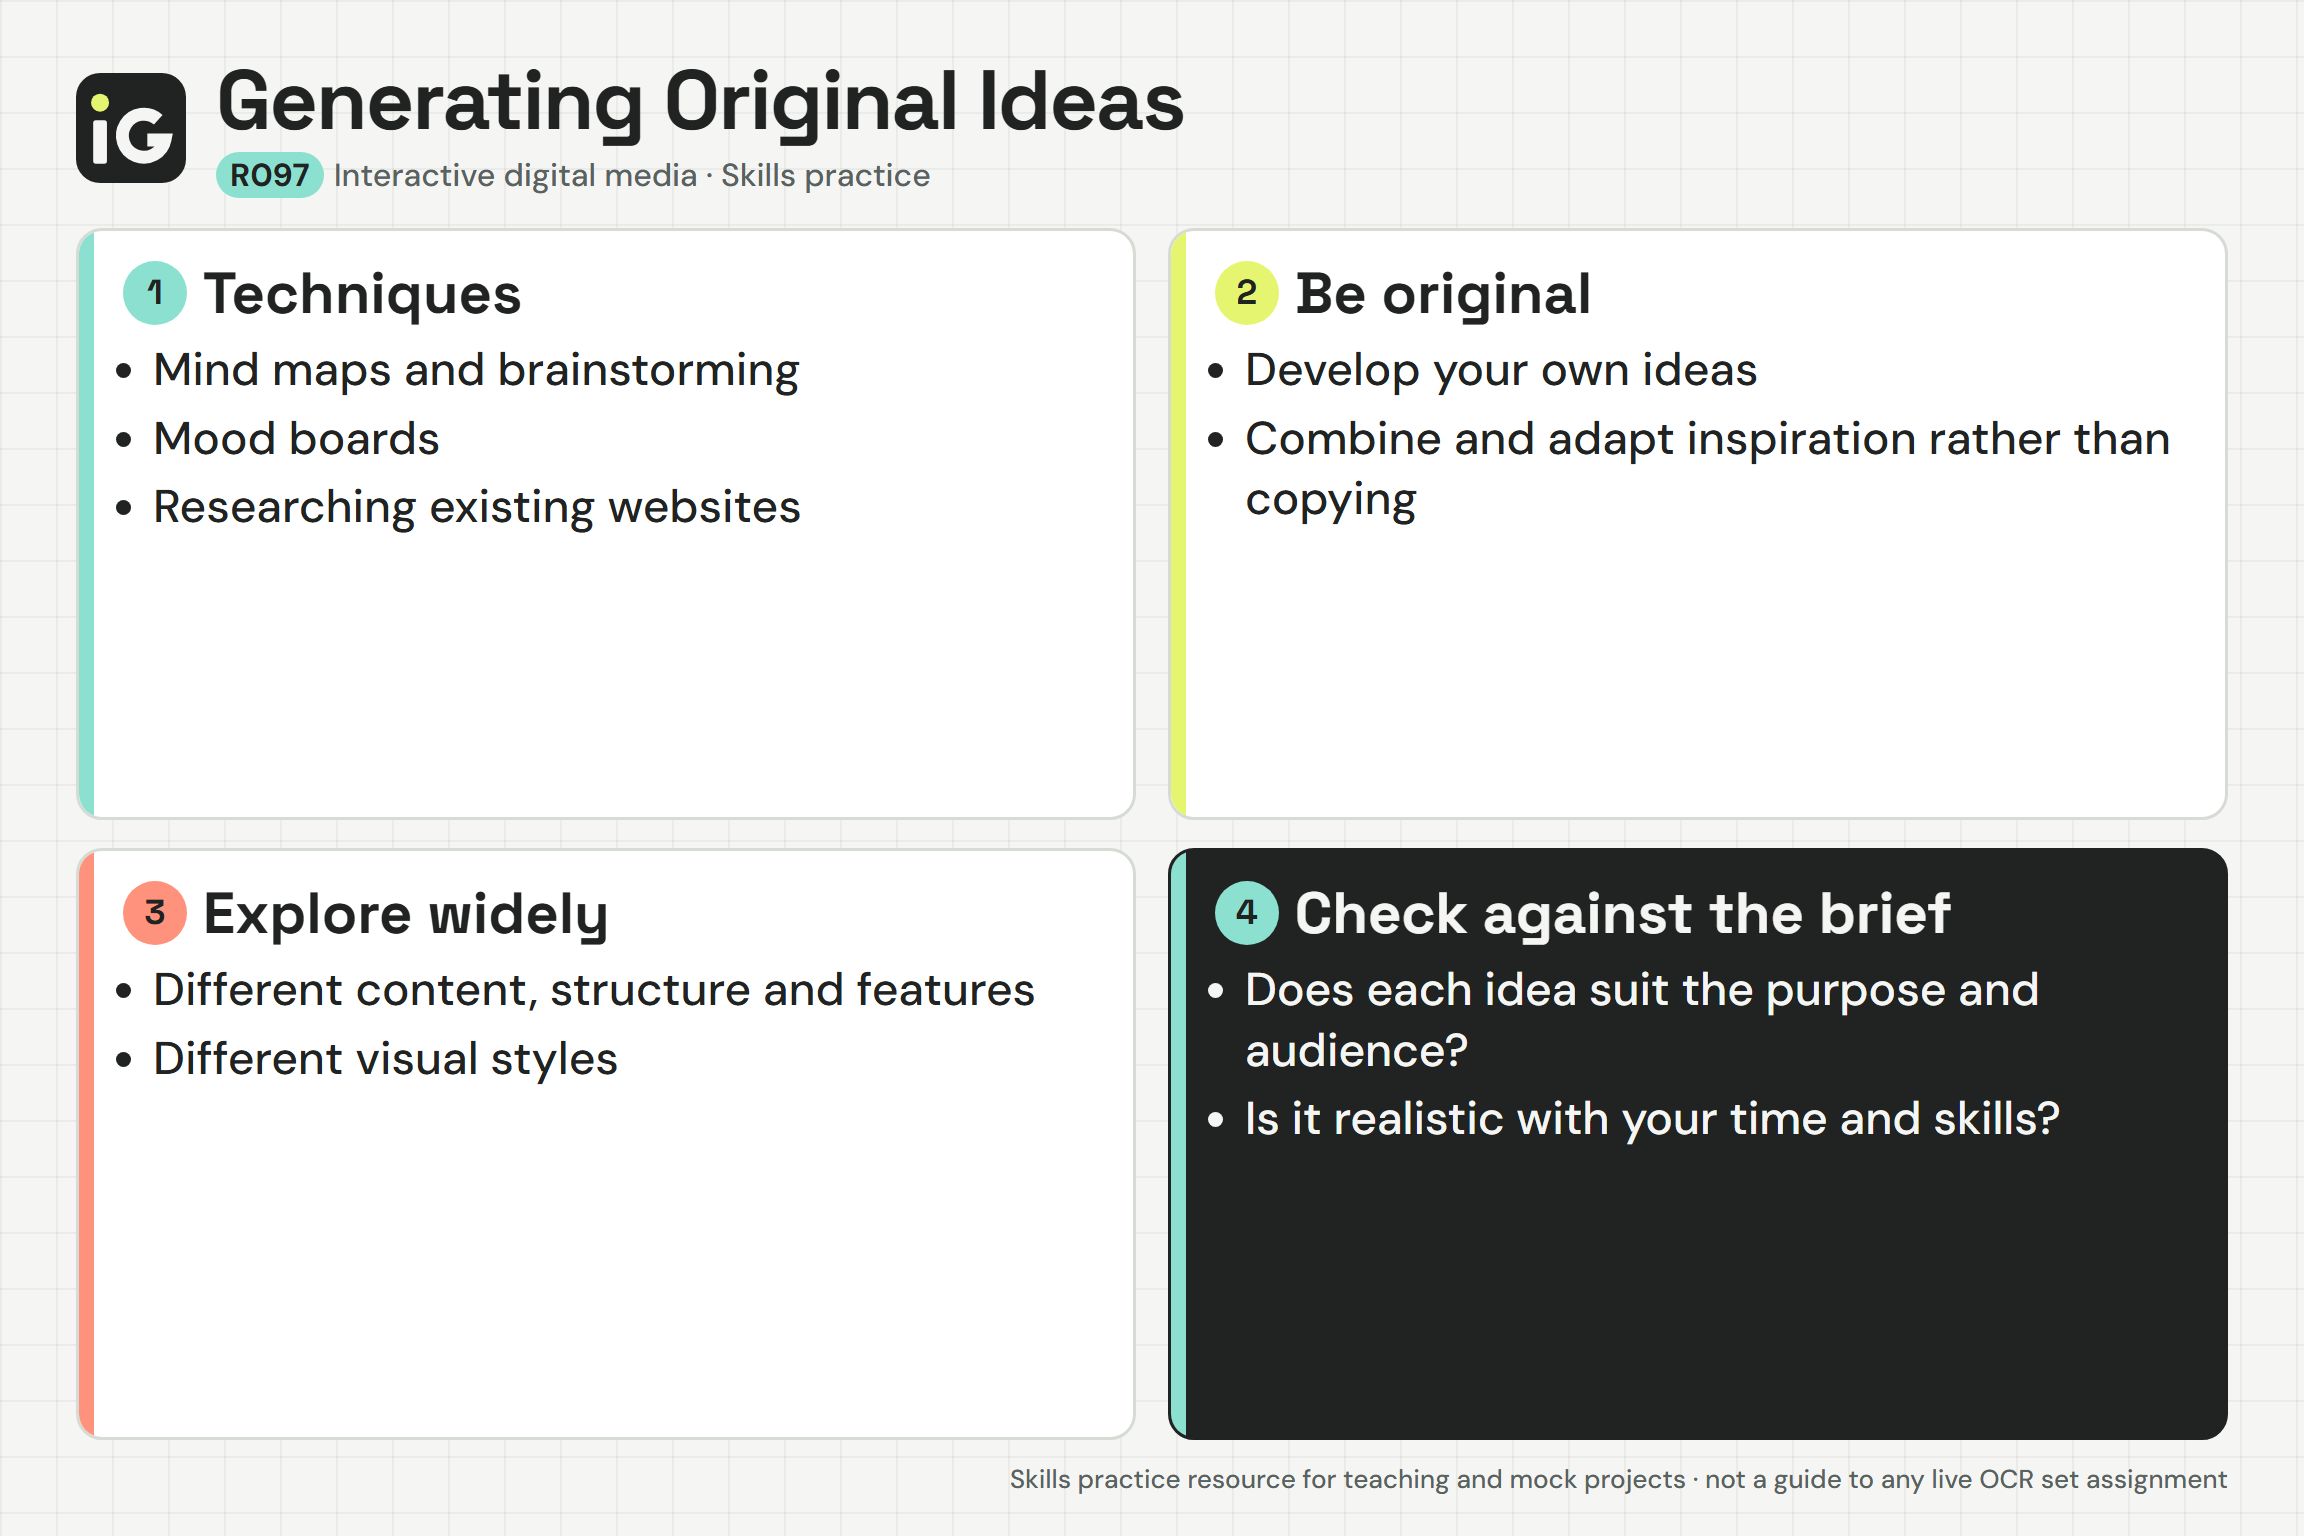 iG
Generating Original Ideas
R097 Interactive digital media · Skills practice
1 Techniques
• Mind maps and brainstorming
• Mood boards
• Researching existing websites
2 Be original
• Develop your own ideas
• Combine and adapt inspiration rather than
copying
3 Explore widely
• Different content, structure and features
• Different visual styles
4 Check against the brief
• Does each idea suit the purpose and
audience?
• Is it realistic with your time and skills?
Skills practice resource for teaching and mock projects · not a guide to any live OCR set assignment